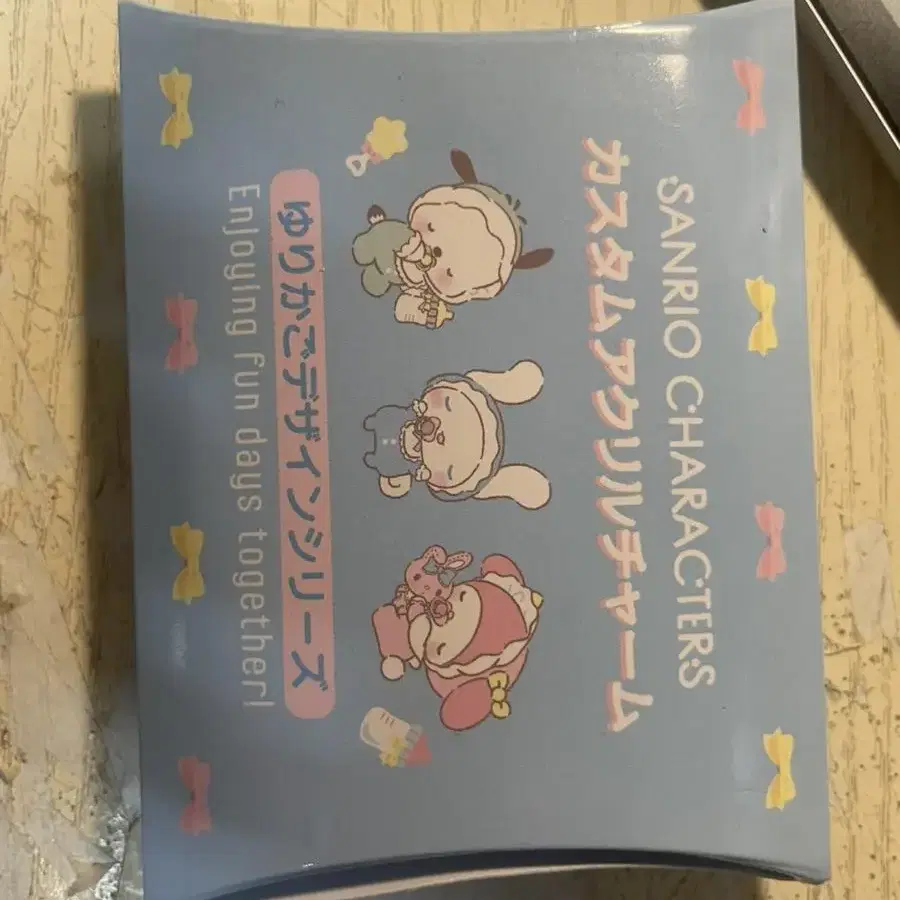 SANRIO CHARACTERS
カスタムアクリルチャーム
ゆりかごデザインシリーズ
Enjoying fun days together!